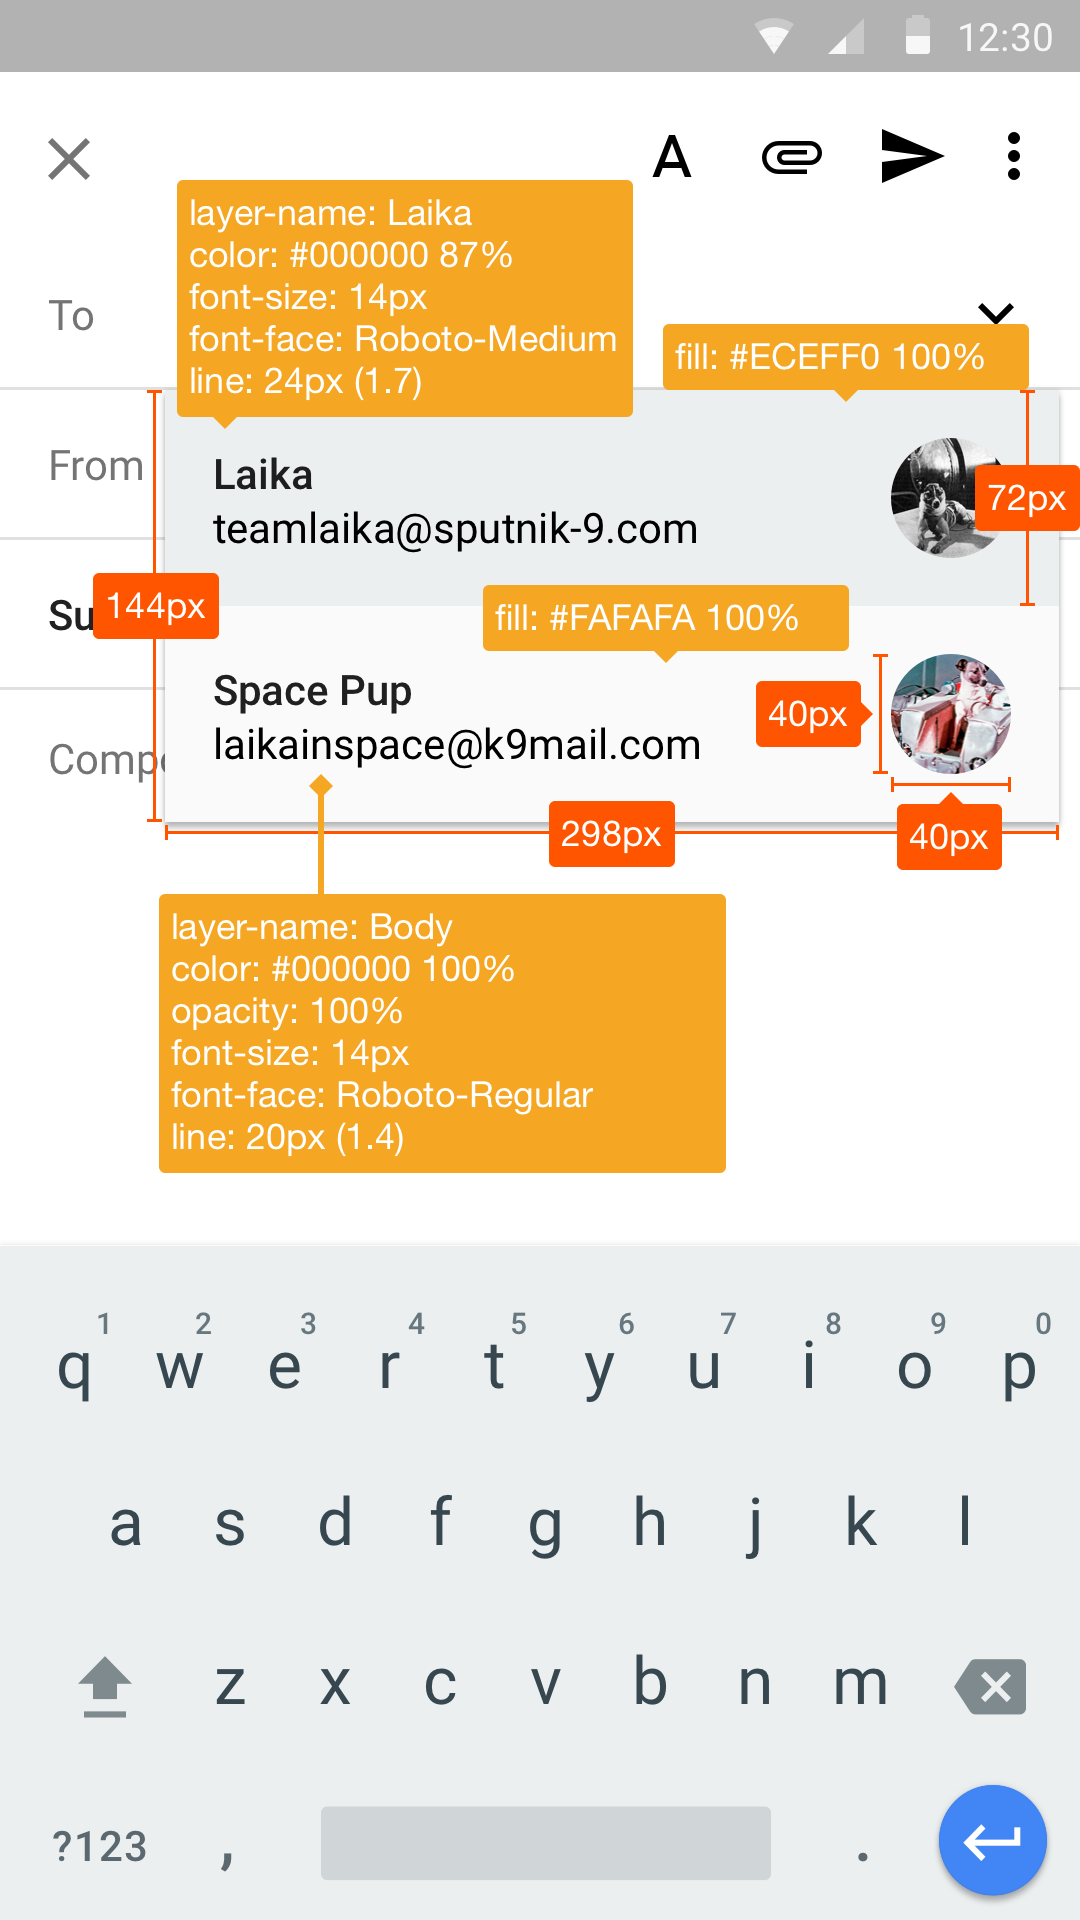 12:30
A
layer-name: Laika
color: #000000 87%
font-size: 14px
font-face: Roboto-Medium
line: 24px (1.7)
To
fill: #ECEFF0 100%
From
Laika
teamlaika@sputnik-9.com
72px
Su
144px
fill: #FAFAFA 100%
Space Pup
laikainspace@k9mail.com
40px
Comp
298px
40px
layer-name: Body
color: #000000 100%
opacity: 100%
font-size: 14px
font-face: Roboto-Regular
line: 20px (1.4)
1 2 3 4 5 6 7 8 9 0
q w e r t y u i o p
a s d f g h j k l
z x c v b n m
?123 , .